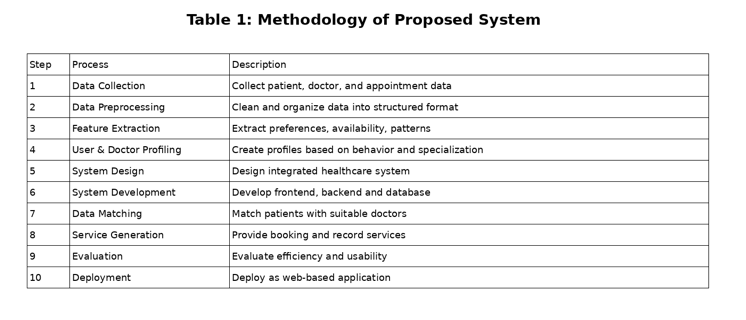 Table 1: Methodology of Proposed System
Step Process Description
1 Data Collection Collect patient, doctor, and appointment data
2 Data Preprocessing Clean and organize data into structured format
3 Feature Extraction Extract preferences, availability, patterns
4 User & Doctor Profiling Create profiles based on behavior and specialization
5 System Design Design integrated healthcare system
6 System Development Develop frontend, backend and database
7 Data Matching Match patients with suitable doctors
8 Service Generation Provide booking and record services
9 Evaluation Evaluate efficiency and usability
10 Deployment Deploy as web-based application